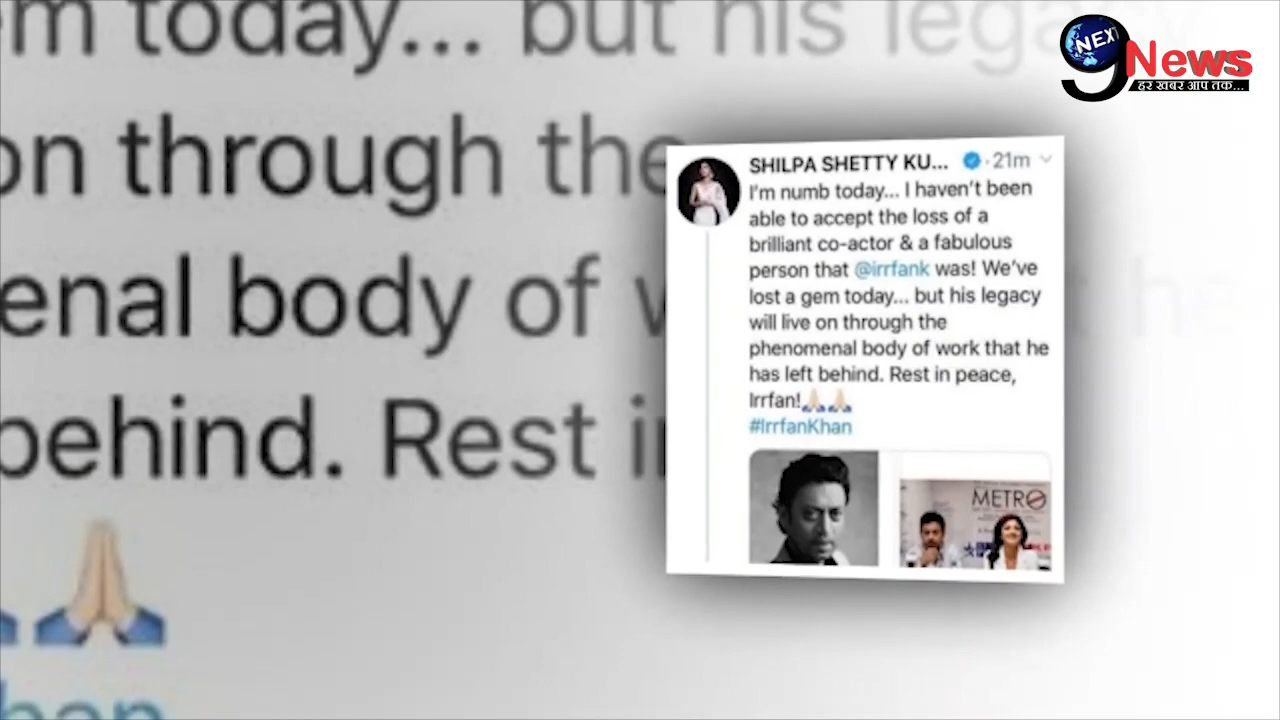 m today... but his legacy
on through the
enal body of w
behind. Rest in
Khan
NEXT
9 News
हर खबर आप तक...
SHILPA SHETTY KU... · 21m
I'm numb today... I haven't been
able to accept the loss of a
brilliant co-actor & a fabulous
person that @irrfank was! We've
lost a gem today... but his legacy
will live on through the
phenomenal body of work that he
has left behind. Rest in peace,
Irrfan!🙏🏻🙏🏻
#IrrfanKhan
METRO